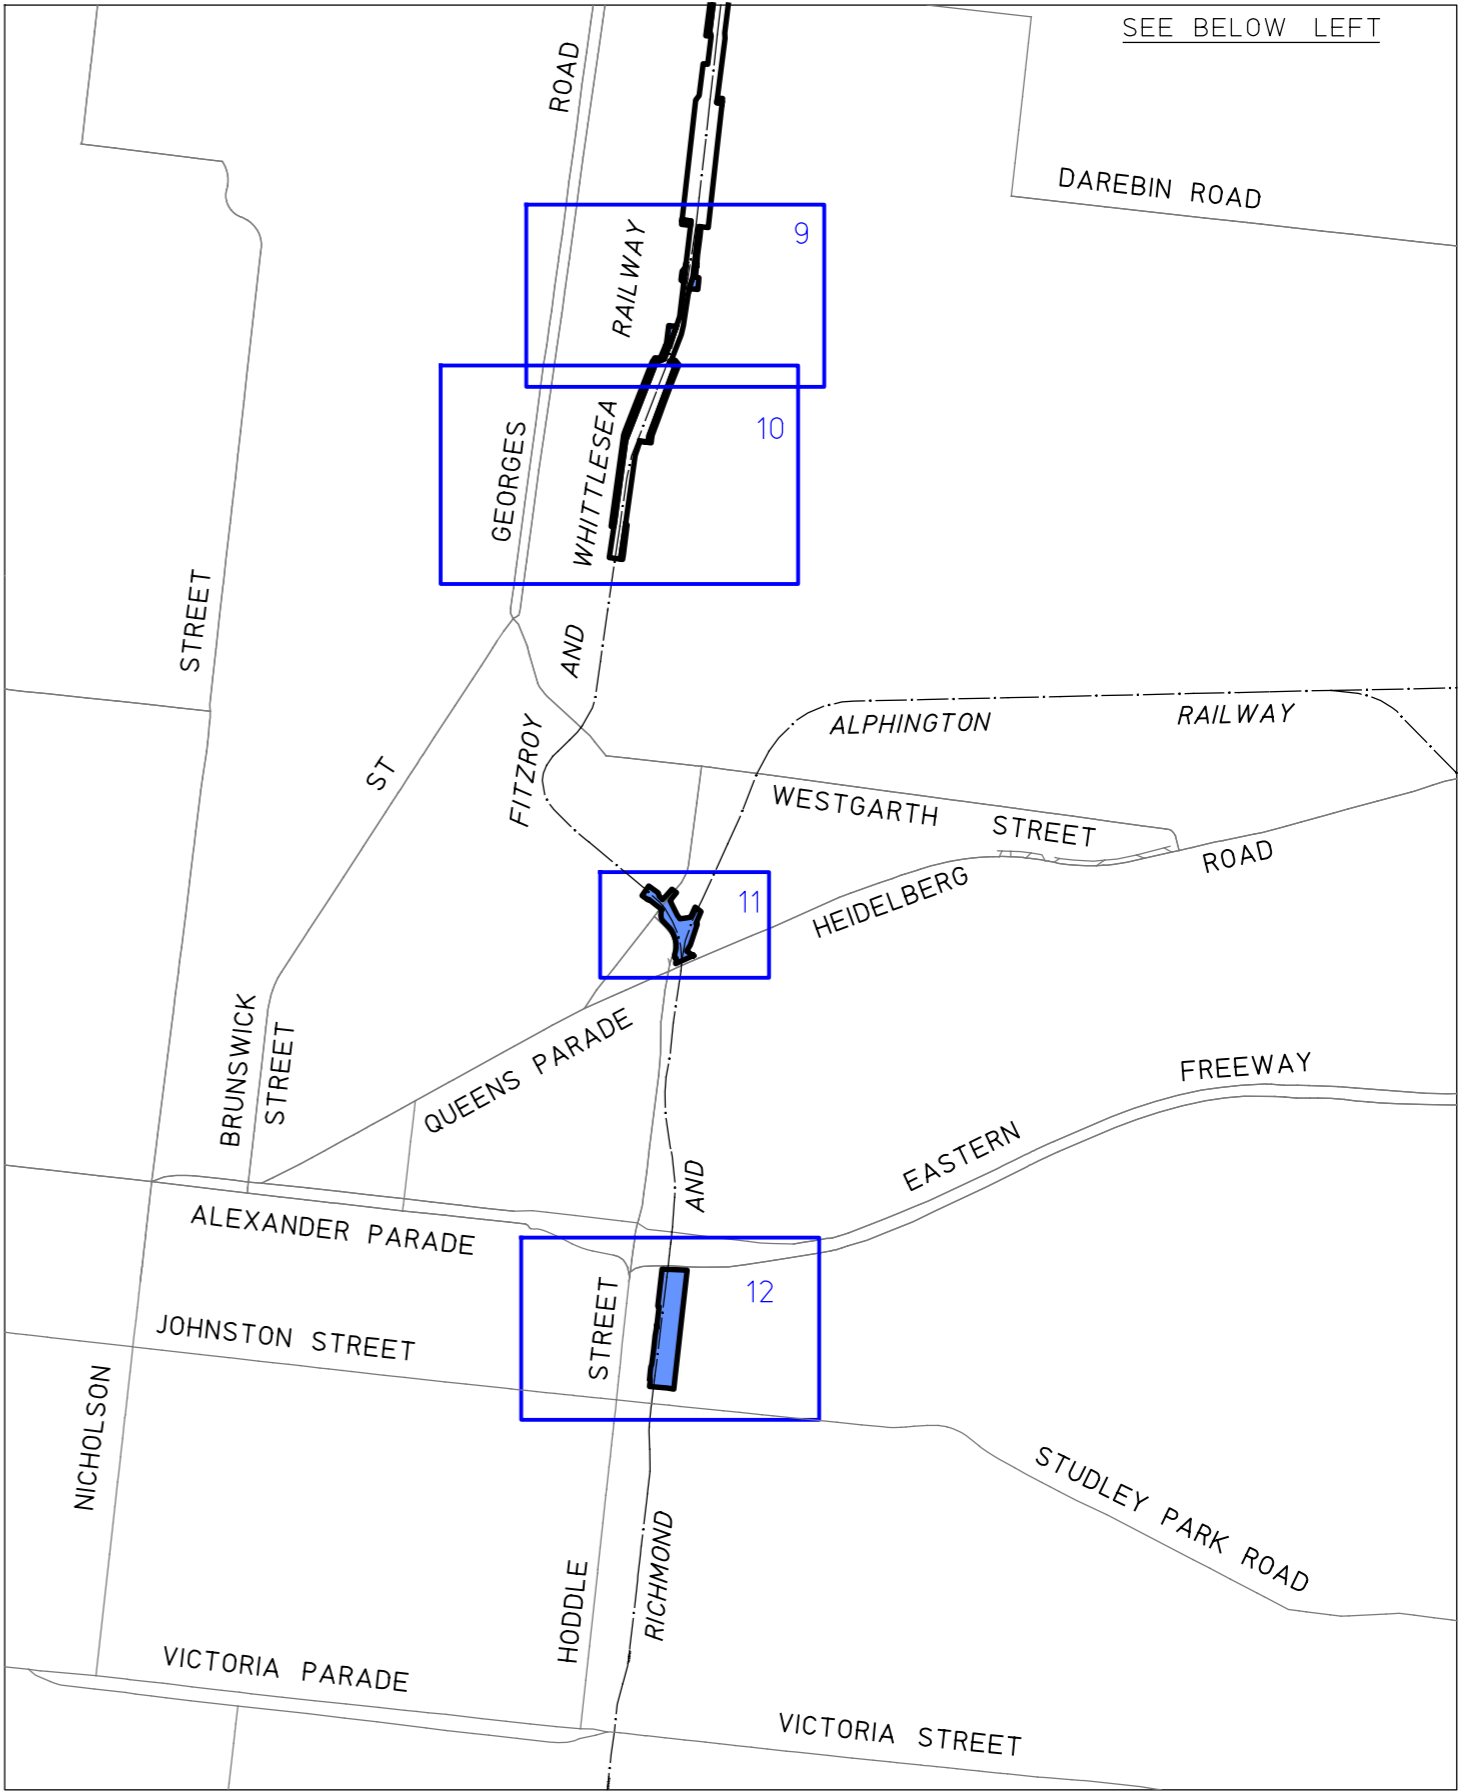 SEE BELOW LEFT
ROAD
DAREBIN ROAD
9
RAILWAY
10
GEORGES
WHITTLESEA
STREET
AND
ST
FITZROY
ALPHINGTON RAILWAY
WESTGARTH STREET
ROAD
HEIDELBERG
11
BRUNSWICK
STREET
QUEENS PARADE
FREEWAY
EASTERN
AND
ALEXANDER PARADE
12
STREET
JOHNSTON STREET
NICHOLSON
STUDLEY PARK ROAD
HODDLE
RICHMOND
VICTORIA PARADE
VICTORIA STREET